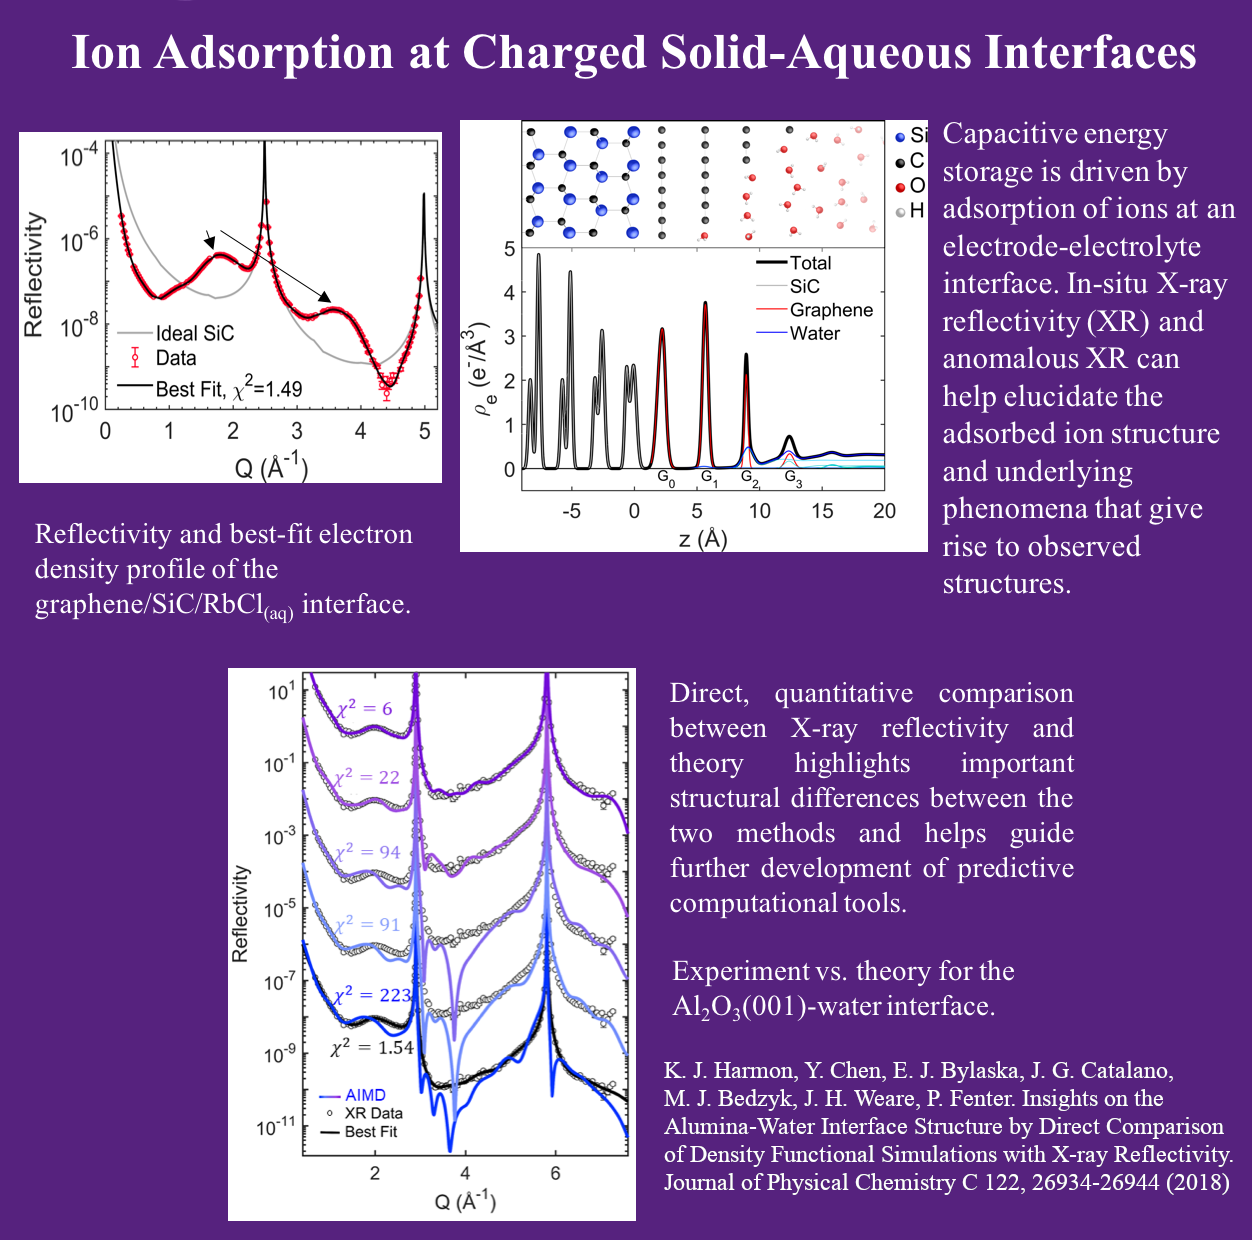 Ion Adsorption at Charged Solid-Aqueous Interfaces
10⁻⁴
10⁻⁶
10⁻⁸
10⁻¹⁰
Reflectivity
Ideal SiC
Data
Best Fit, χ²=1.49
0 1 2 3 4 5
Q (Å⁻¹)
Reflectivity and best-fit electron
density profile of the
graphene/SiC/RbCl(aq) interface.
Si
C
O
H
5
4
3
2
1
0
ρₑ (e⁻/Å³)
Total
SiC
Graphene
Water
G₀ G₁ G₂ G₃
-5 0 5 10 15 20
z (Å)
Capacitive energy
storage is driven by
adsorption of ions at an
electrode-electrolyte
interface. In-situ X-ray
reflectivity (XR) and
anomalous XR can
help elucidate the
adsorbed ion structure
and underlying
phenomena that give
rise to observed
structures.
10¹
10⁻¹
10⁻³
10⁻⁵
10⁻⁷
10⁻⁹
10⁻¹¹
Reflectivity
χ² = 6
χ² = 22
χ² = 94
χ² = 91
χ² = 223
χ² = 1.54
AIMD
XR Data
Best Fit
2 4 6
Q (Å⁻¹)
Direct, quantitative comparison
between X-ray reflectivity and
theory highlights important
structural differences between the
two methods and helps guide
further development of predictive
computational tools.
Experiment vs. theory for the
Al₂O₃(001)-water interface.
K. J. Harmon, Y. Chen, E. J. Bylaska, J. G. Catalano,
M. J. Bedzyk, J. H. Weare, P. Fenter. Insights on the
Alumina-Water Interface Structure by Direct Comparison
of Density Functional Simulations with X-ray Reflectivity.
Journal of Physical Chemistry C 122, 26934-26944 (2018)